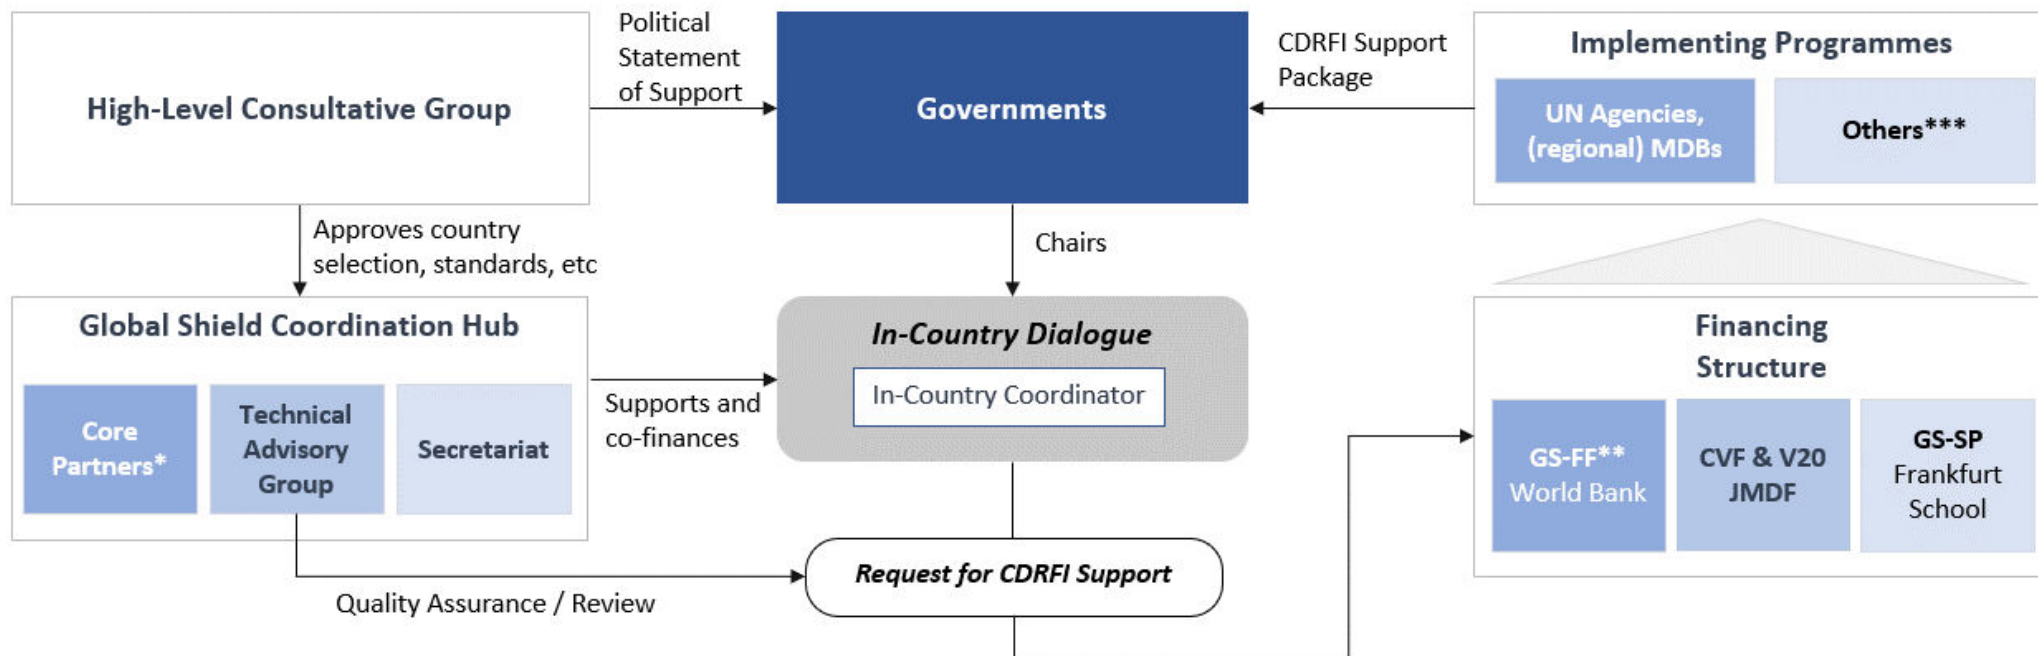 High-Level Consultative Group
Political
Statement
of Support
Governments
CDRFI Support
Package
Implementing Programmes
UN Agencies,
(regional) MDBs
Others***
Approves country
selection, standards, etc
Chairs
Global Shield Coordination Hub
Core
Partners*
Technical
Advisory
Group
Secretariat
Supports and
co-finances
In-Country Dialogue
In-Country Coordinator
Financing
Structure
GS-FF**
World Bank
CVF & V20
JMDF
GS-SP
Frankfurt
School
Quality Assurance / Review
Request for CDRFI Support